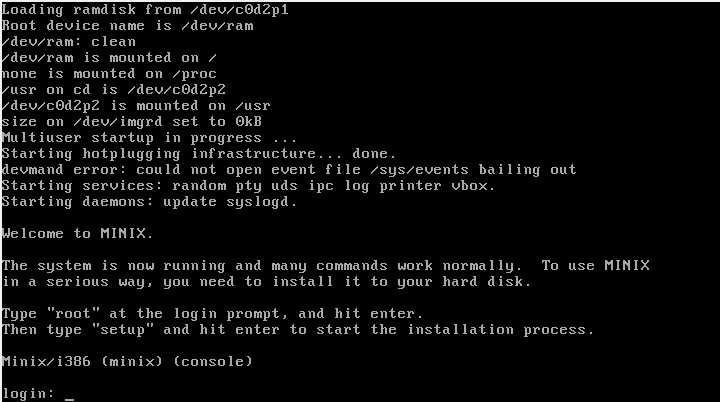 Loading ramdisk from /dev/c0d2p1
Root device name is /dev/ram
/dev/ram: clean
/dev/ram is mounted on /
none is mounted on /proc
/usr on cd is /dev/c0d2p2
/dev/c0d2p2 is mounted on /usr
size on /dev/imgrd set to 0kB
Multiuser startup in progress ...
Starting hotplugging infrastructure... done.
devmand error: could not open event file /sys/events bailing out
Starting services: random pty uds ipc log printer vbox.
Starting daemons: update syslogd.
Welcome to MINIX.
The system is now running and many commands work normally.  To use MINIX
in a serious way, you need to install it to your hard disk.
Type "root" at the login prompt, and hit enter.
Then type "setup" and hit enter to start the installation process.
Minix/i386 (minix) (console)
login: _